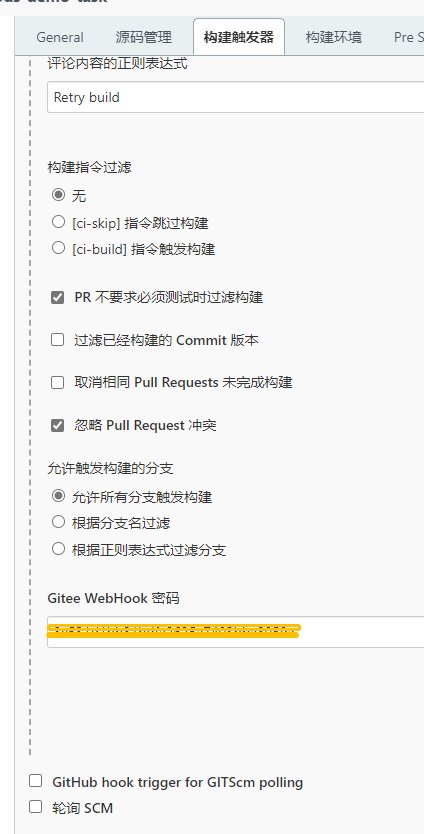 General 源码管理 构建触发器 构建环境 Pre S
评论内容的正则表达式
Retry build
构建指令过滤
无
[ci-skip] 指令跳过构建
[ci-build] 指令触发构建
PR 不要求必须测试时过滤构建
过滤已经构建的 Commit 版本
取消相同 Pull Requests 未完成构建
忽略 Pull Request 冲突
允许触发构建的分支
允许所有分支触发构建
根据分支名过滤
根据正则表达式过滤分支
Gitee WebHook 密码
GitHub hook trigger for GITScm polling
轮询 SCM